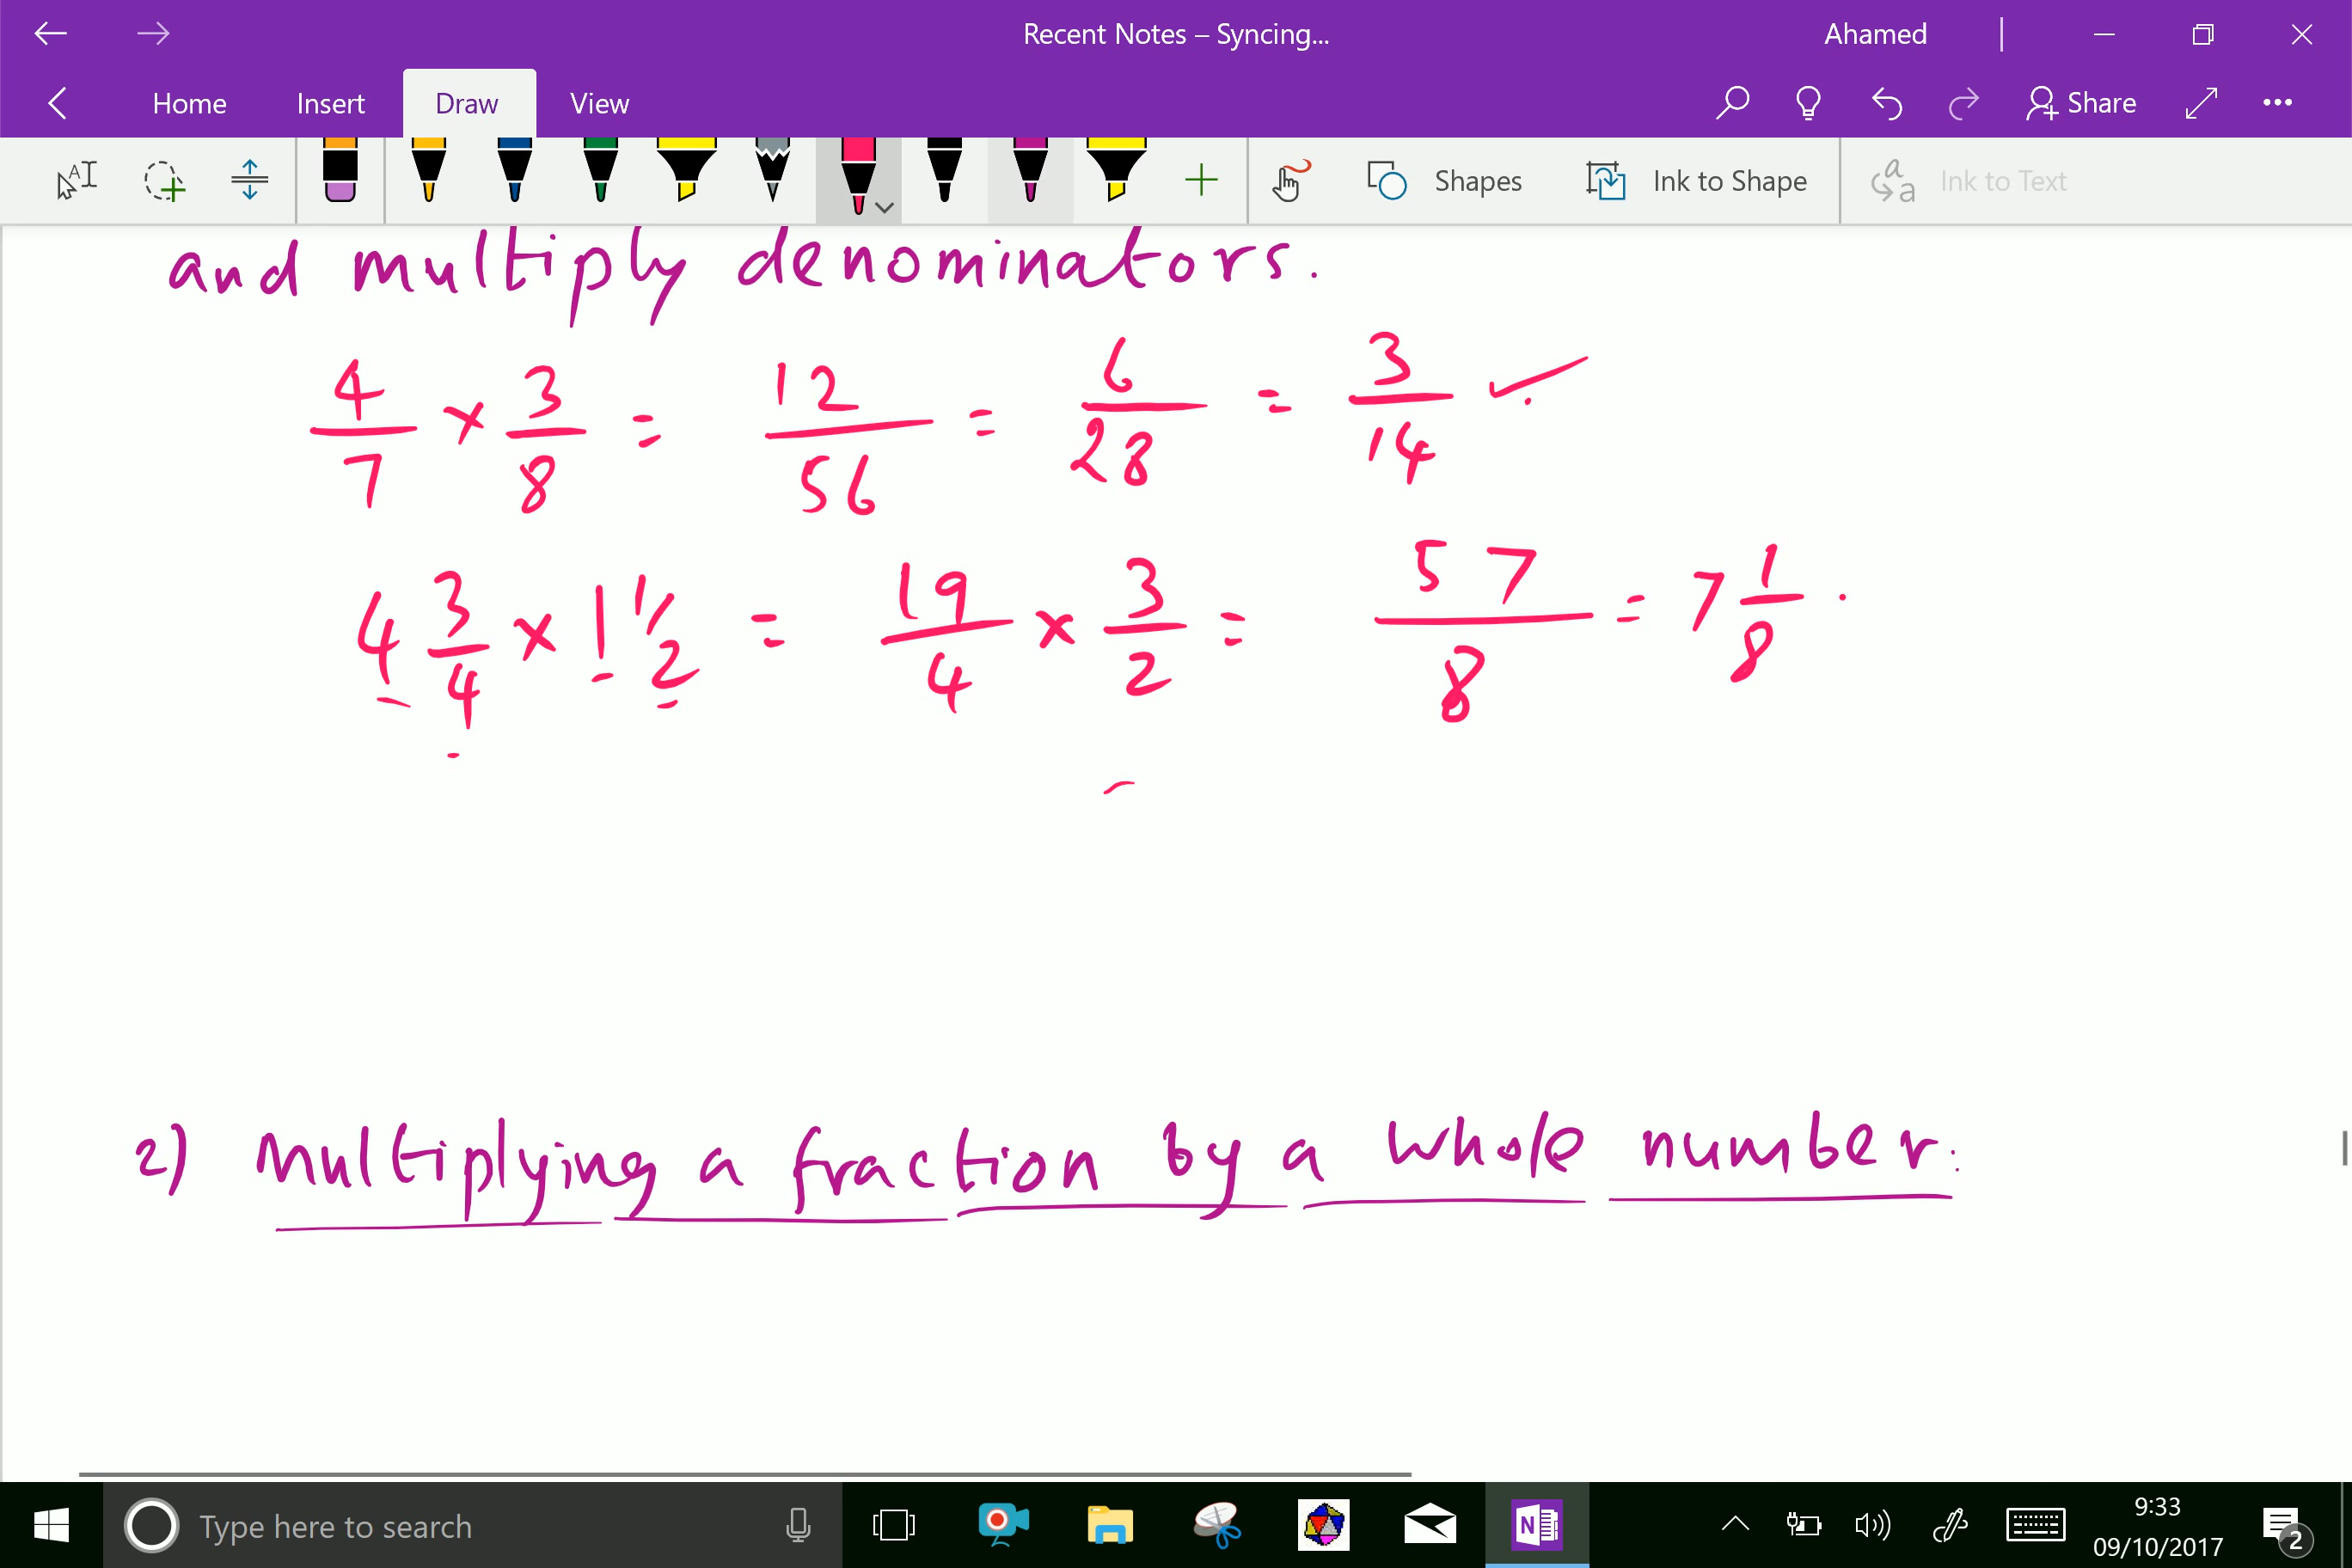 Recent Notes – Syncing...
Ahamed
Home Insert Draw View
Share
Shapes Ink to Shape Ink to Text
and multiply denominators.
4/7 × 3/8 = 12/56 = 6/28 = 3/14 ✓
4 3/4 × 1 1/2 = 19/4 × 3/2 = 57/8 = 7 1/8 .
2) Multiplying a fraction by a whole number.
Type here to search
9:33
09/10/2017
2